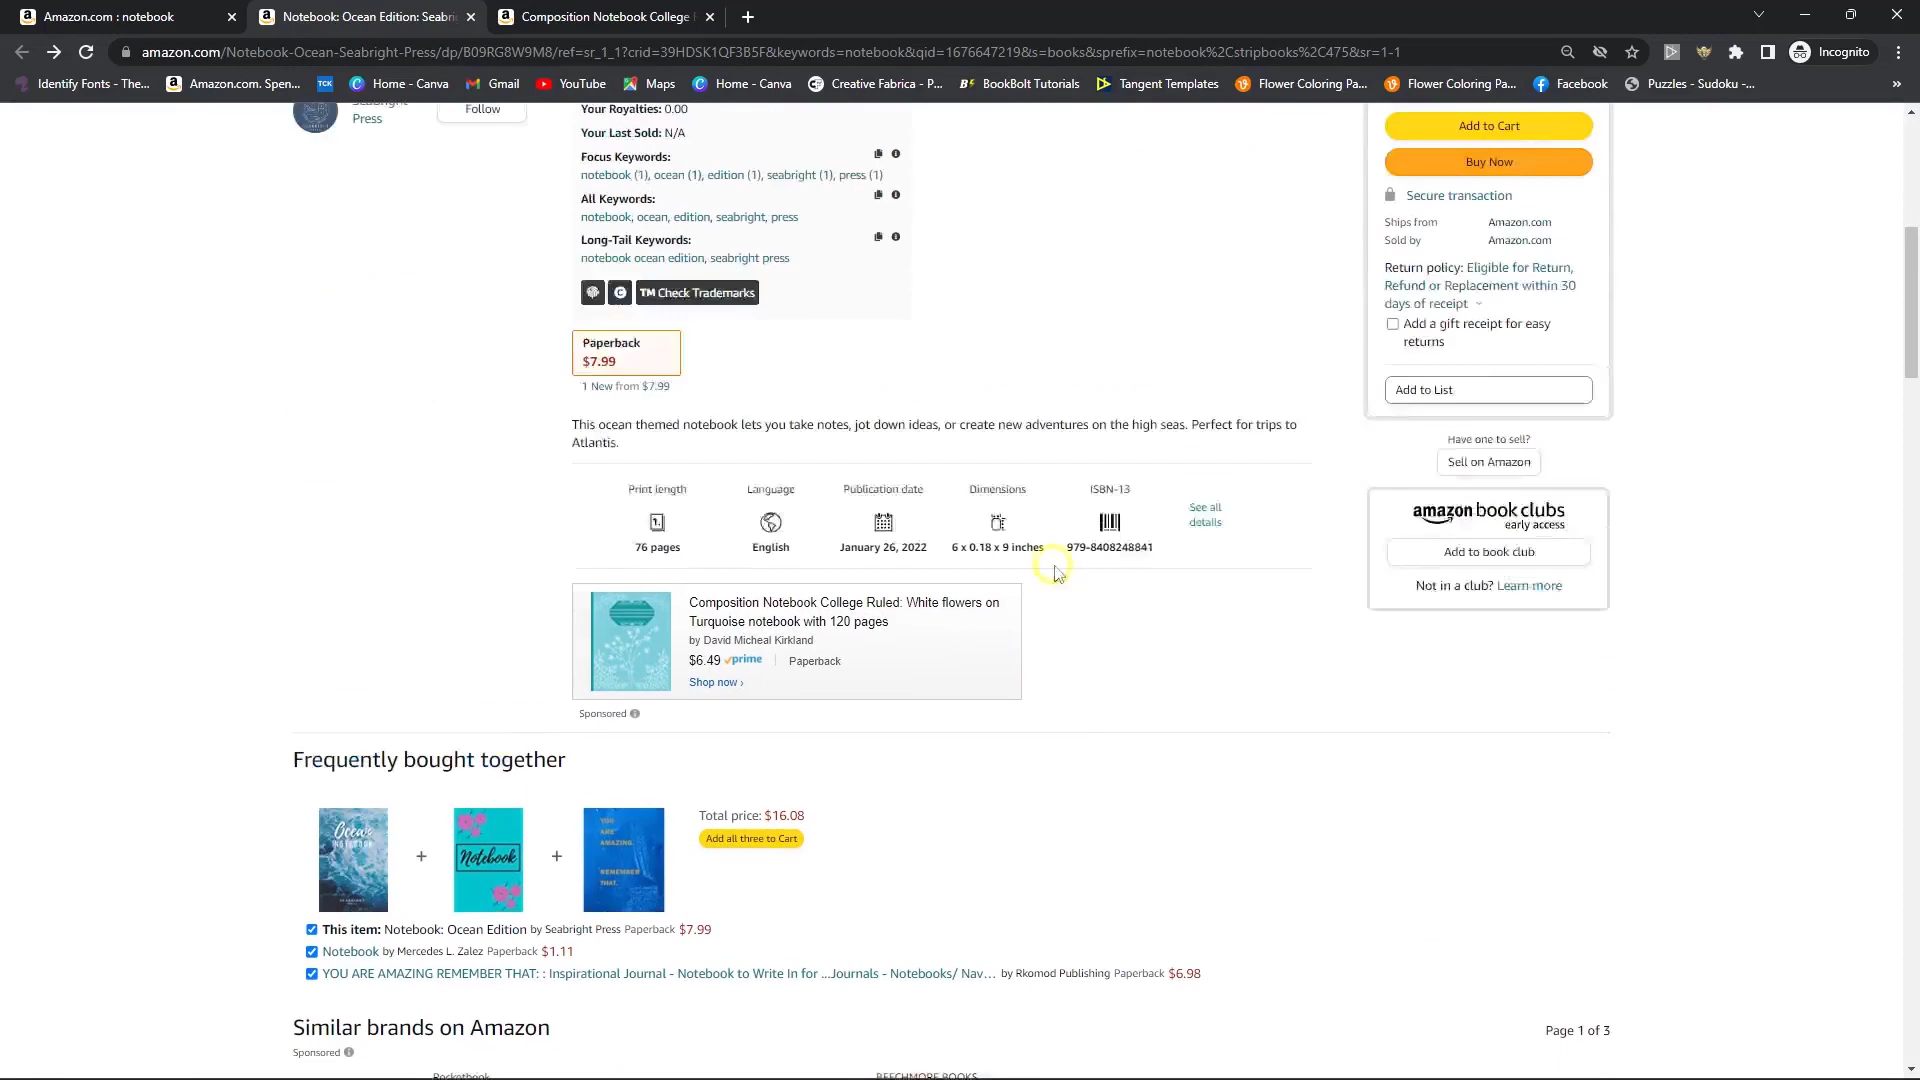 Amazon.com : notebook
Notebook: Ocean Edition: Seabri
Composition Notebook College
amazon.com/Notebook-Ocean-Seabright-Press/dp/B09RG8W9M8/ref=sr_1_1?crid=39HDSK1QF3B5F&keywords=notebook&qid=1676647219&s=books&sprefix=notebook%2Cstripbooks%2C475&sr=1-1
Incognito
Identify Fonts - The...
Amazon.com. Spen...
TCK
Home - Canva
Gmail
YouTube
Maps
Home - Canva
Creative Fabrica - P...
BookBolt Tutorials
Tangent Templates
Flower Coloring Pa...
Flower Coloring Pa...
Facebook
Puzzles - Sudoku -...
»
Seabright
Press
Follow
Your Royalties: 0.00
Your Last Sold: N/A
Focus Keywords:
notebook (1), ocean (1), edition (1), seabright (1), press (1)
All Keywords:
notebook, ocean, edition, seabright, press
Long-Tail Keywords:
notebook ocean edition, seabright press
TM Check Trademarks
Paperback
$7.99
1 New from $7.99
This ocean themed notebook lets you take notes, jot down ideas, or create new adventures on the high seas. Perfect for trips to
Atlantis.
Print length
Language
Publication date
Dimensions
ISBN-13
See all
details
76 pages
English
January 26, 2022
6 x 0.18 x 9 inches
979-8408248841
Composition Notebook College Ruled: White flowers on
Turquoise notebook with 120 pages
by David Micheal Kirkland
$6.49 prime
Paperback
Shop now ›
Sponsored
Add to Cart
Buy Now
Secure transaction
Ships from Amazon.com
Sold by Amazon.com
Return policy: Eligible for Return,
Refund or Replacement within 30
days of receipt
Add a gift receipt for easy
returns
Add to List
Have one to sell?
Sell on Amazon
amazon book clubs
early access
Add to book club
Not in a club? Learn more
Frequently bought together
Ocean
NOTEBOOK
+
Notebook
+
YOU
ARE
AMAZING.
REMEMBER
THAT.
Total price: $16.08
Add all three to Cart
This item: Notebook: Ocean Edition by Seabright Press Paperback $7.99
Notebook by Mercedes L. Zalez Paperback $1.11
YOU ARE AMAZING REMEMBER THAT: : Inspirational Journal - Notebook to Write In for ...Journals - Notebooks/ Nav... by Rkomod Publishing Paperback $6.98
Similar brands on Amazon
Page 1 of 3
Sponsored
Rocketbook
BEECHMORE BOOKS